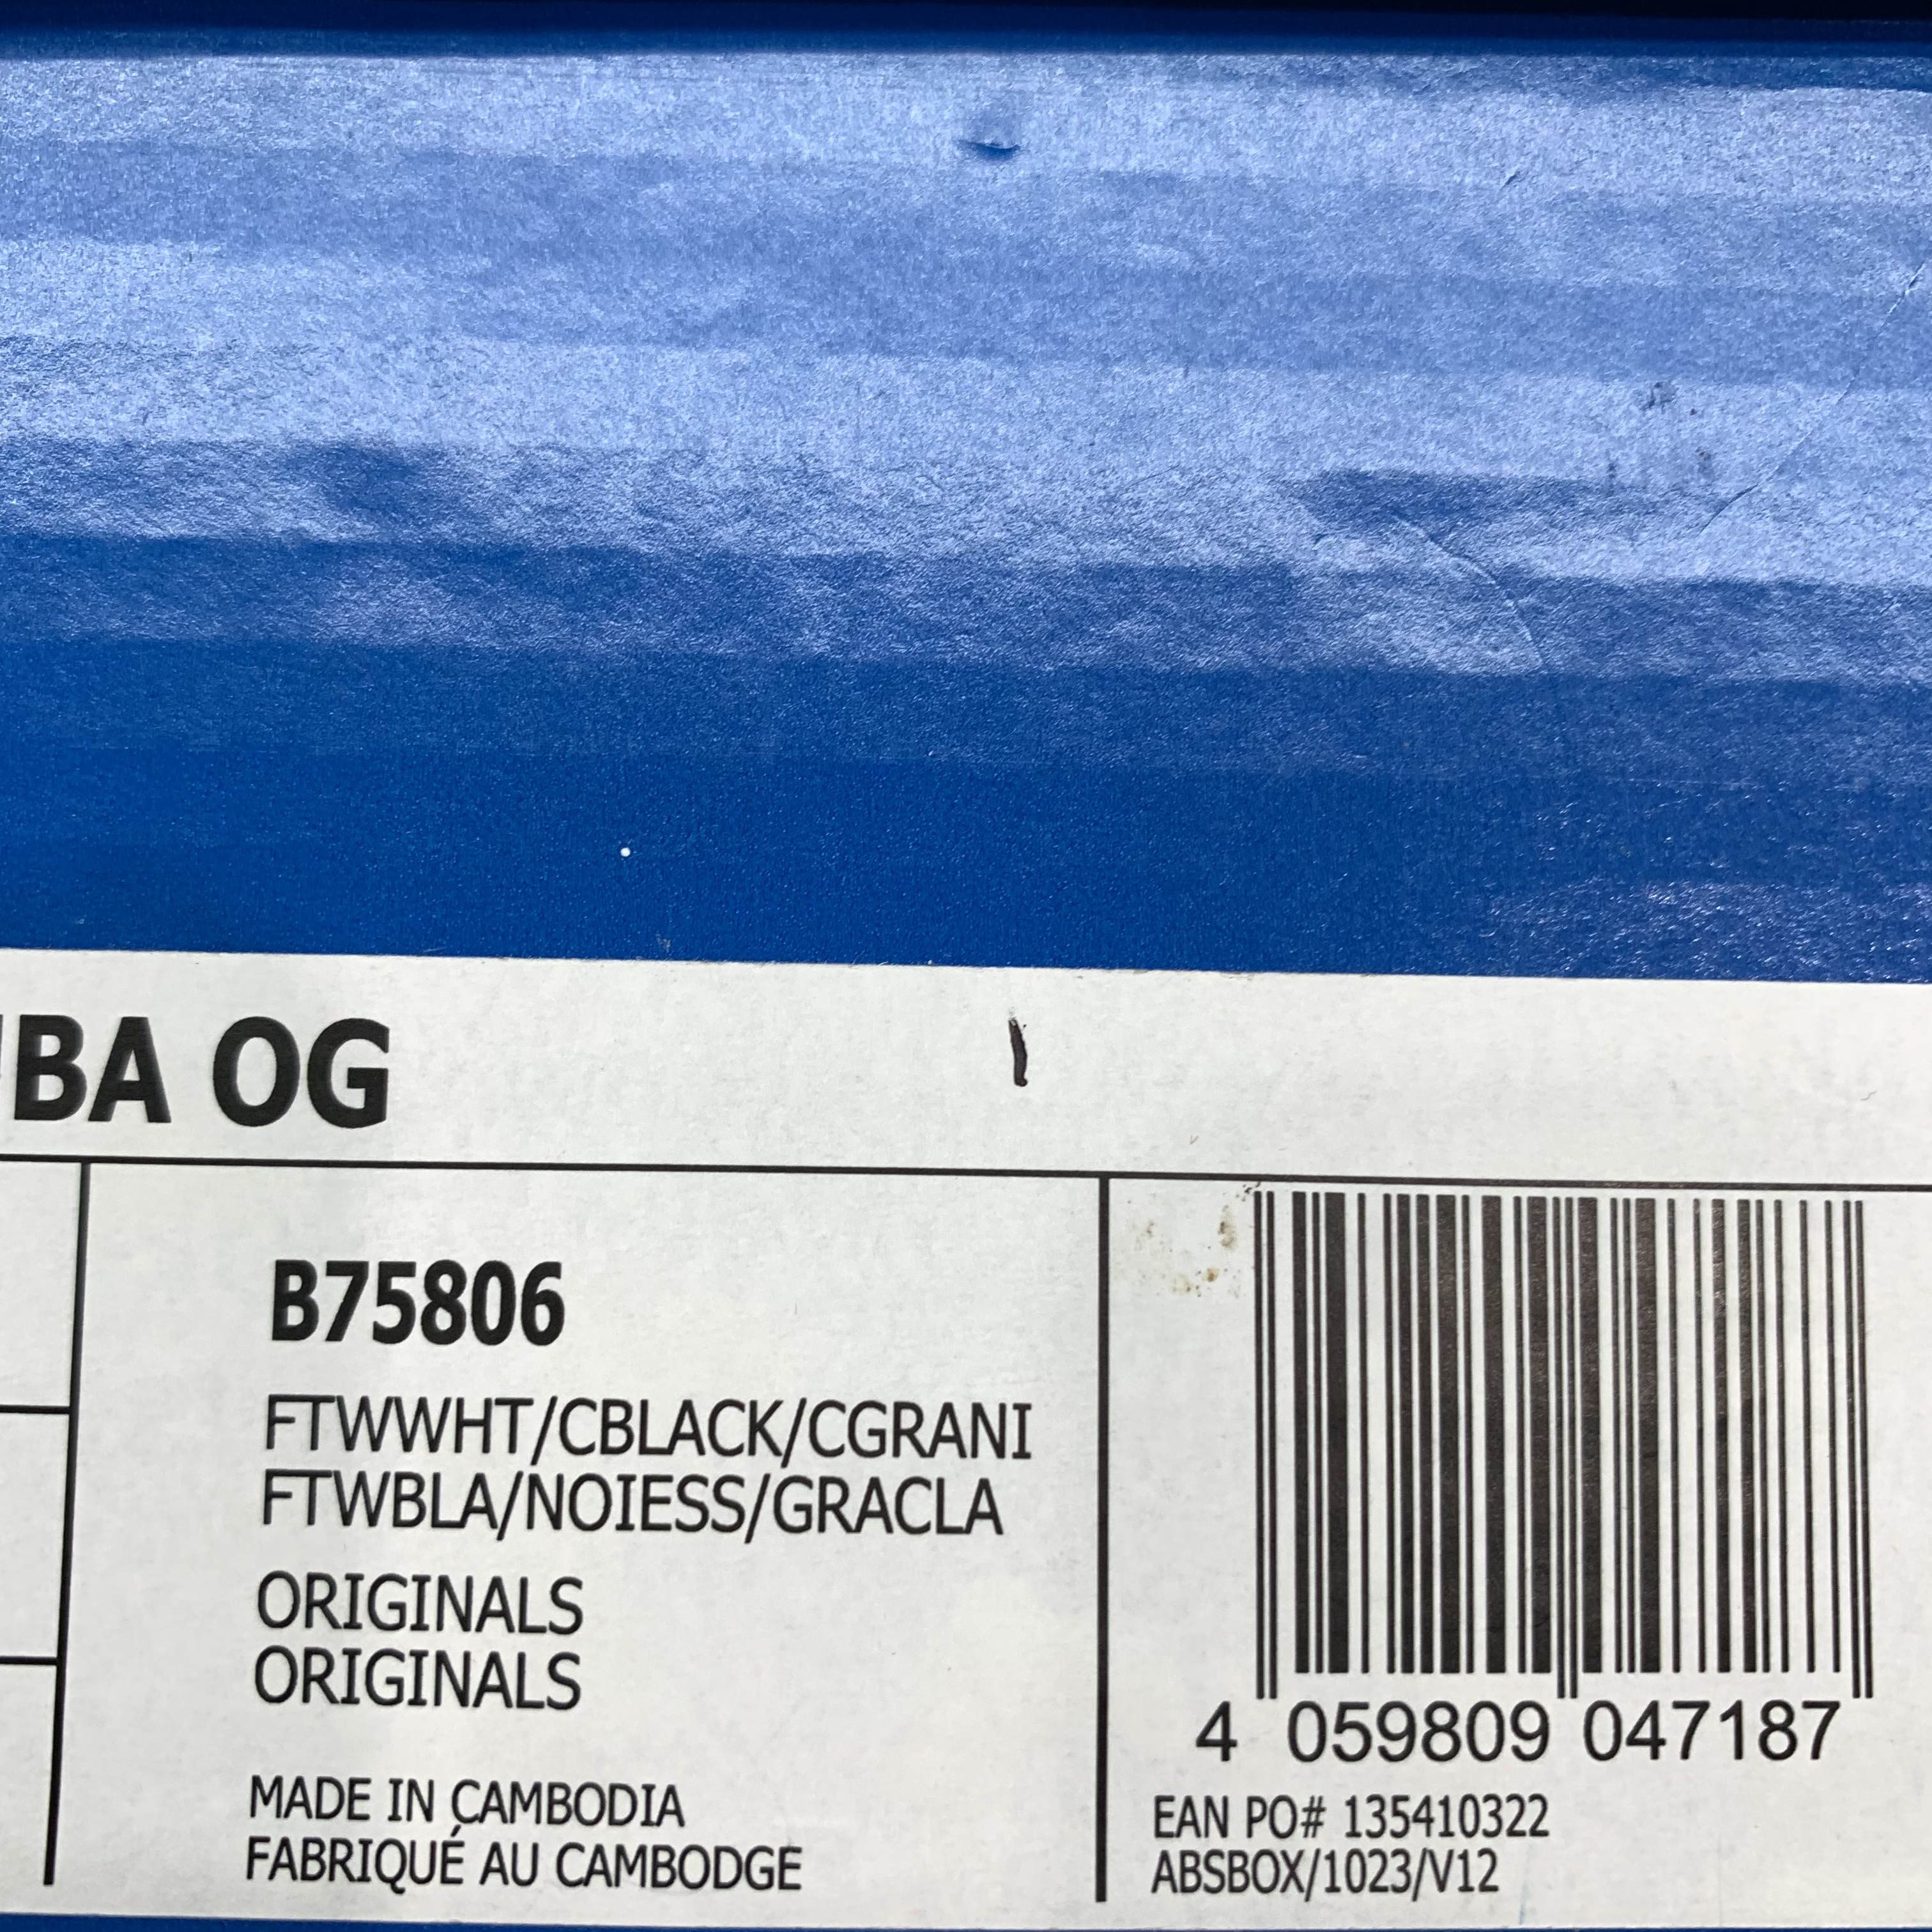 BA OG
B75806
FTWWHT/CBLACK/CGRANI
FTWBLA/NOIESS/GRACLA
ORIGINALS
ORIGINALS
MADE IN CAMBODIA
FABRIQUÉ AU CAMBODGE
4 059809 047187
EAN PO# 135410322
ABSBOX/1023/V12